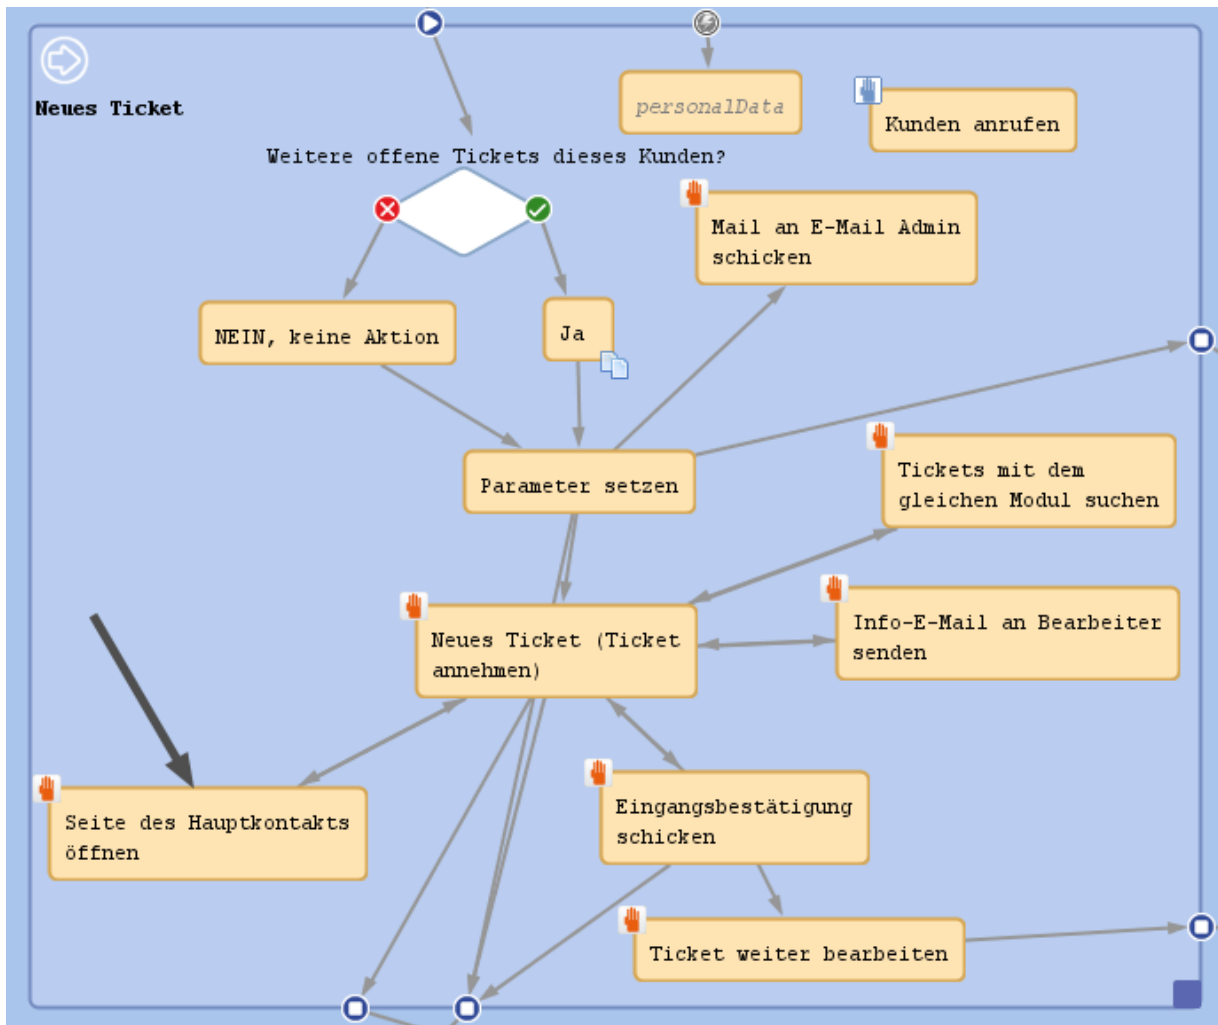 Neues Ticket
personalData
Kunden anrufen
Weitere offene Tickets dieses Kunden?
Mail an E-Mail Admin
schicken
NEIN, keine Aktion
Ja
Parameter setzen
Tickets mit dem
gleichen Modul suchen
Neues Ticket (Ticket
annehmen)
Info-E-Mail an Bearbeiter
senden
Seite des Hauptkontakts
öffnen
Eingangsbestätigung
schicken
Ticket weiter bearbeiten